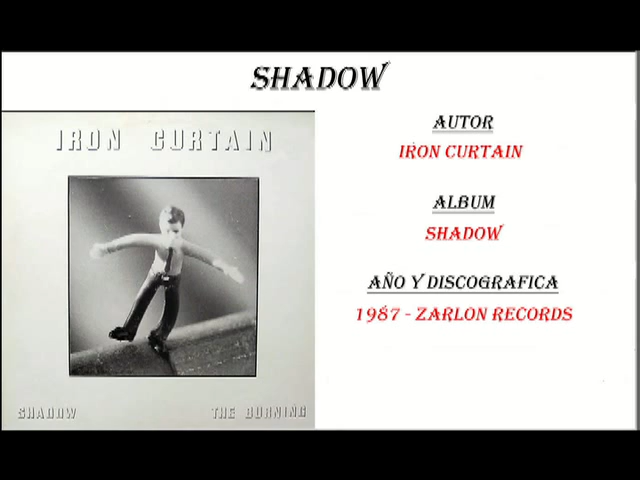 SHADOW
IRON CURTAIN
SHADOW
THE BURNING
AUTOR
IRON CURTAIN
ALBUM
SHADOW
AÑO Y DISCOGRAFICA
1987 - ZARLON RECORDS